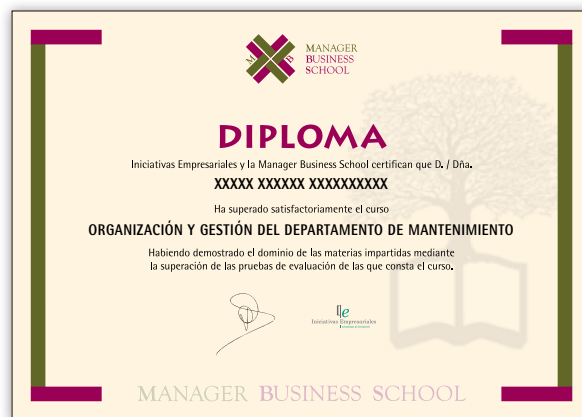 M B
MANAGER
BUSINESS
SCHOOL
DIPLOMA
Iniciativas Empresariales y la Manager Business School certifican que D. / Dña.
XXXXX XXXXXX XXXXXXXXXX
Ha superado satisfactoriamente el curso
ORGANIZACIÓN Y GESTIÓN DEL DEPARTAMENTO DE MANTENIMIENTO
Habiendo demostrado el dominio de las materias impartidas mediante
la superación de las pruebas de evaluación de las que consta el curso.
Iniciativas Empresariales
MANAGER BUSINESS SCHOOL